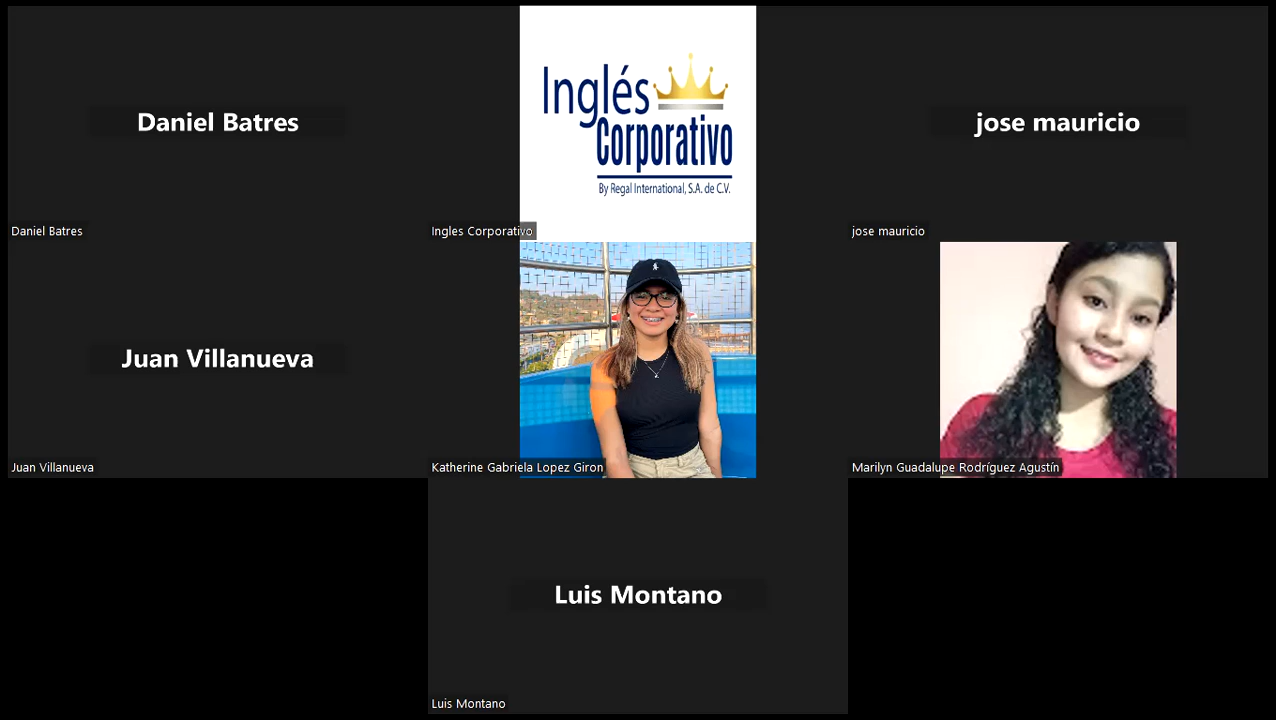 Daniel Batres
Daniel Batres
Inglés
Corporativo
By Regal International, S.A. de C.V.
Ingles Corporativo
jose mauricio
jose mauricio
Juan Villanueva
Juan Villanueva
Katherine Gabriela Lopez Giron
Marilyn Guadalupe Rodríguez Agustín
Luis Montano
Luis Montano